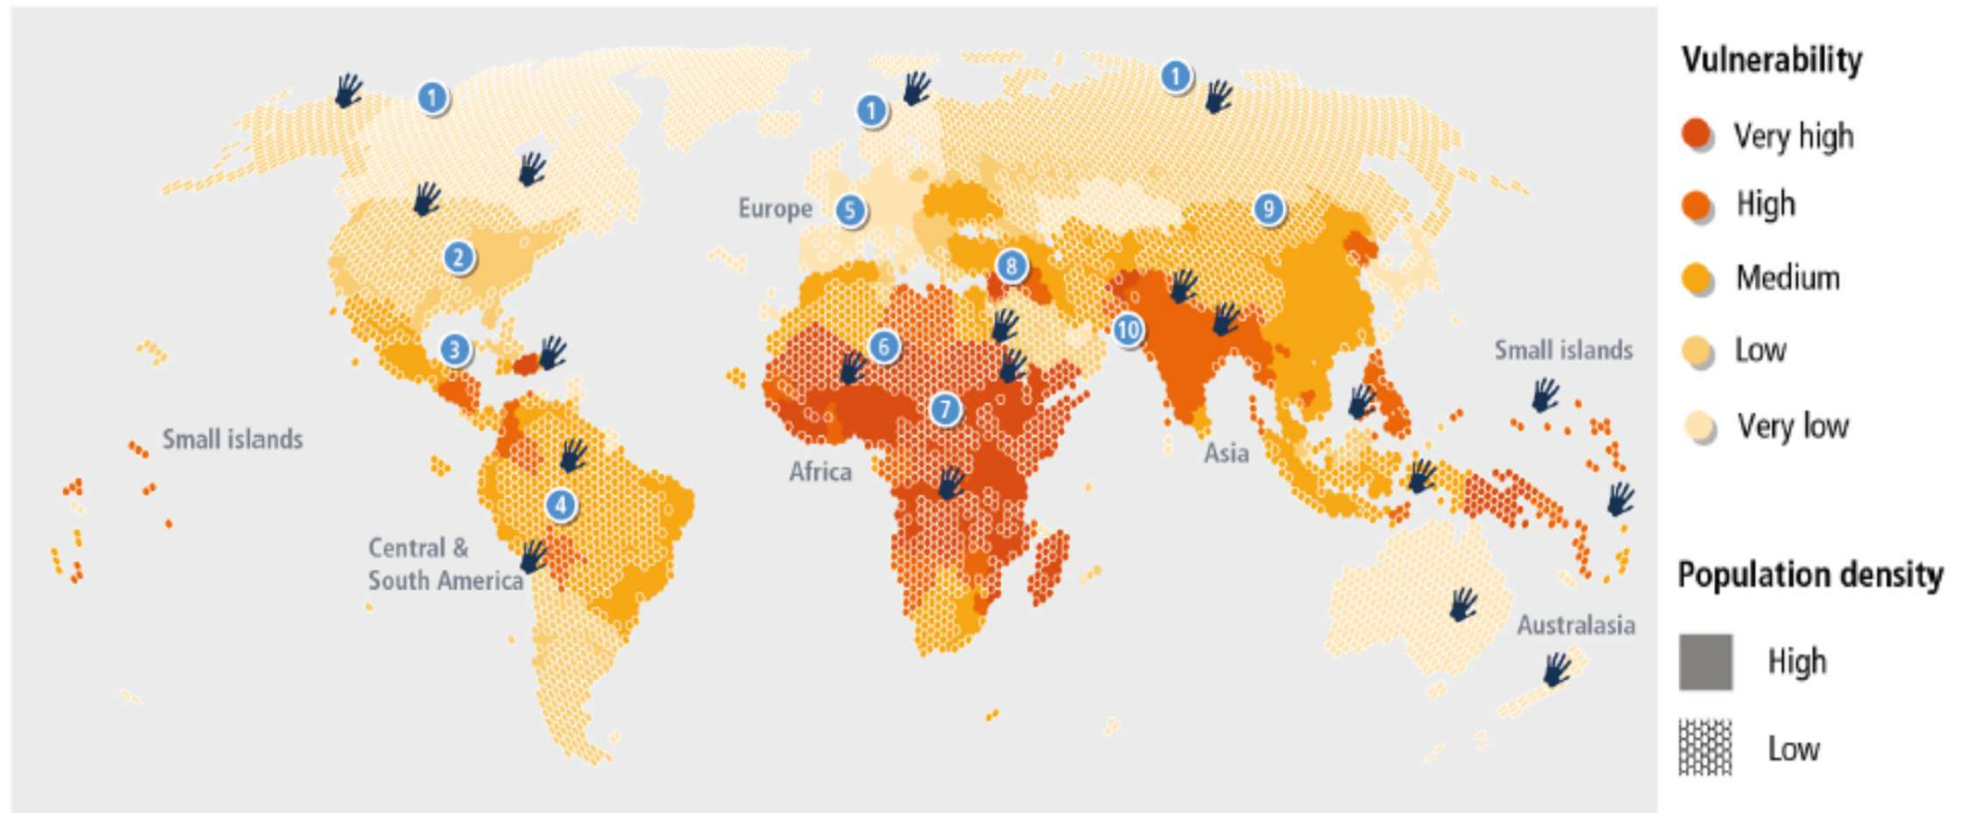 1
1
1
2
3
Europe
5
8
9
6
10
7
Small islands
Small islands
Africa
Asia
4
Central &
South America
Australasia
Vulnerability
Very high
High
Medium
Low
Very low
Population density
High
Low